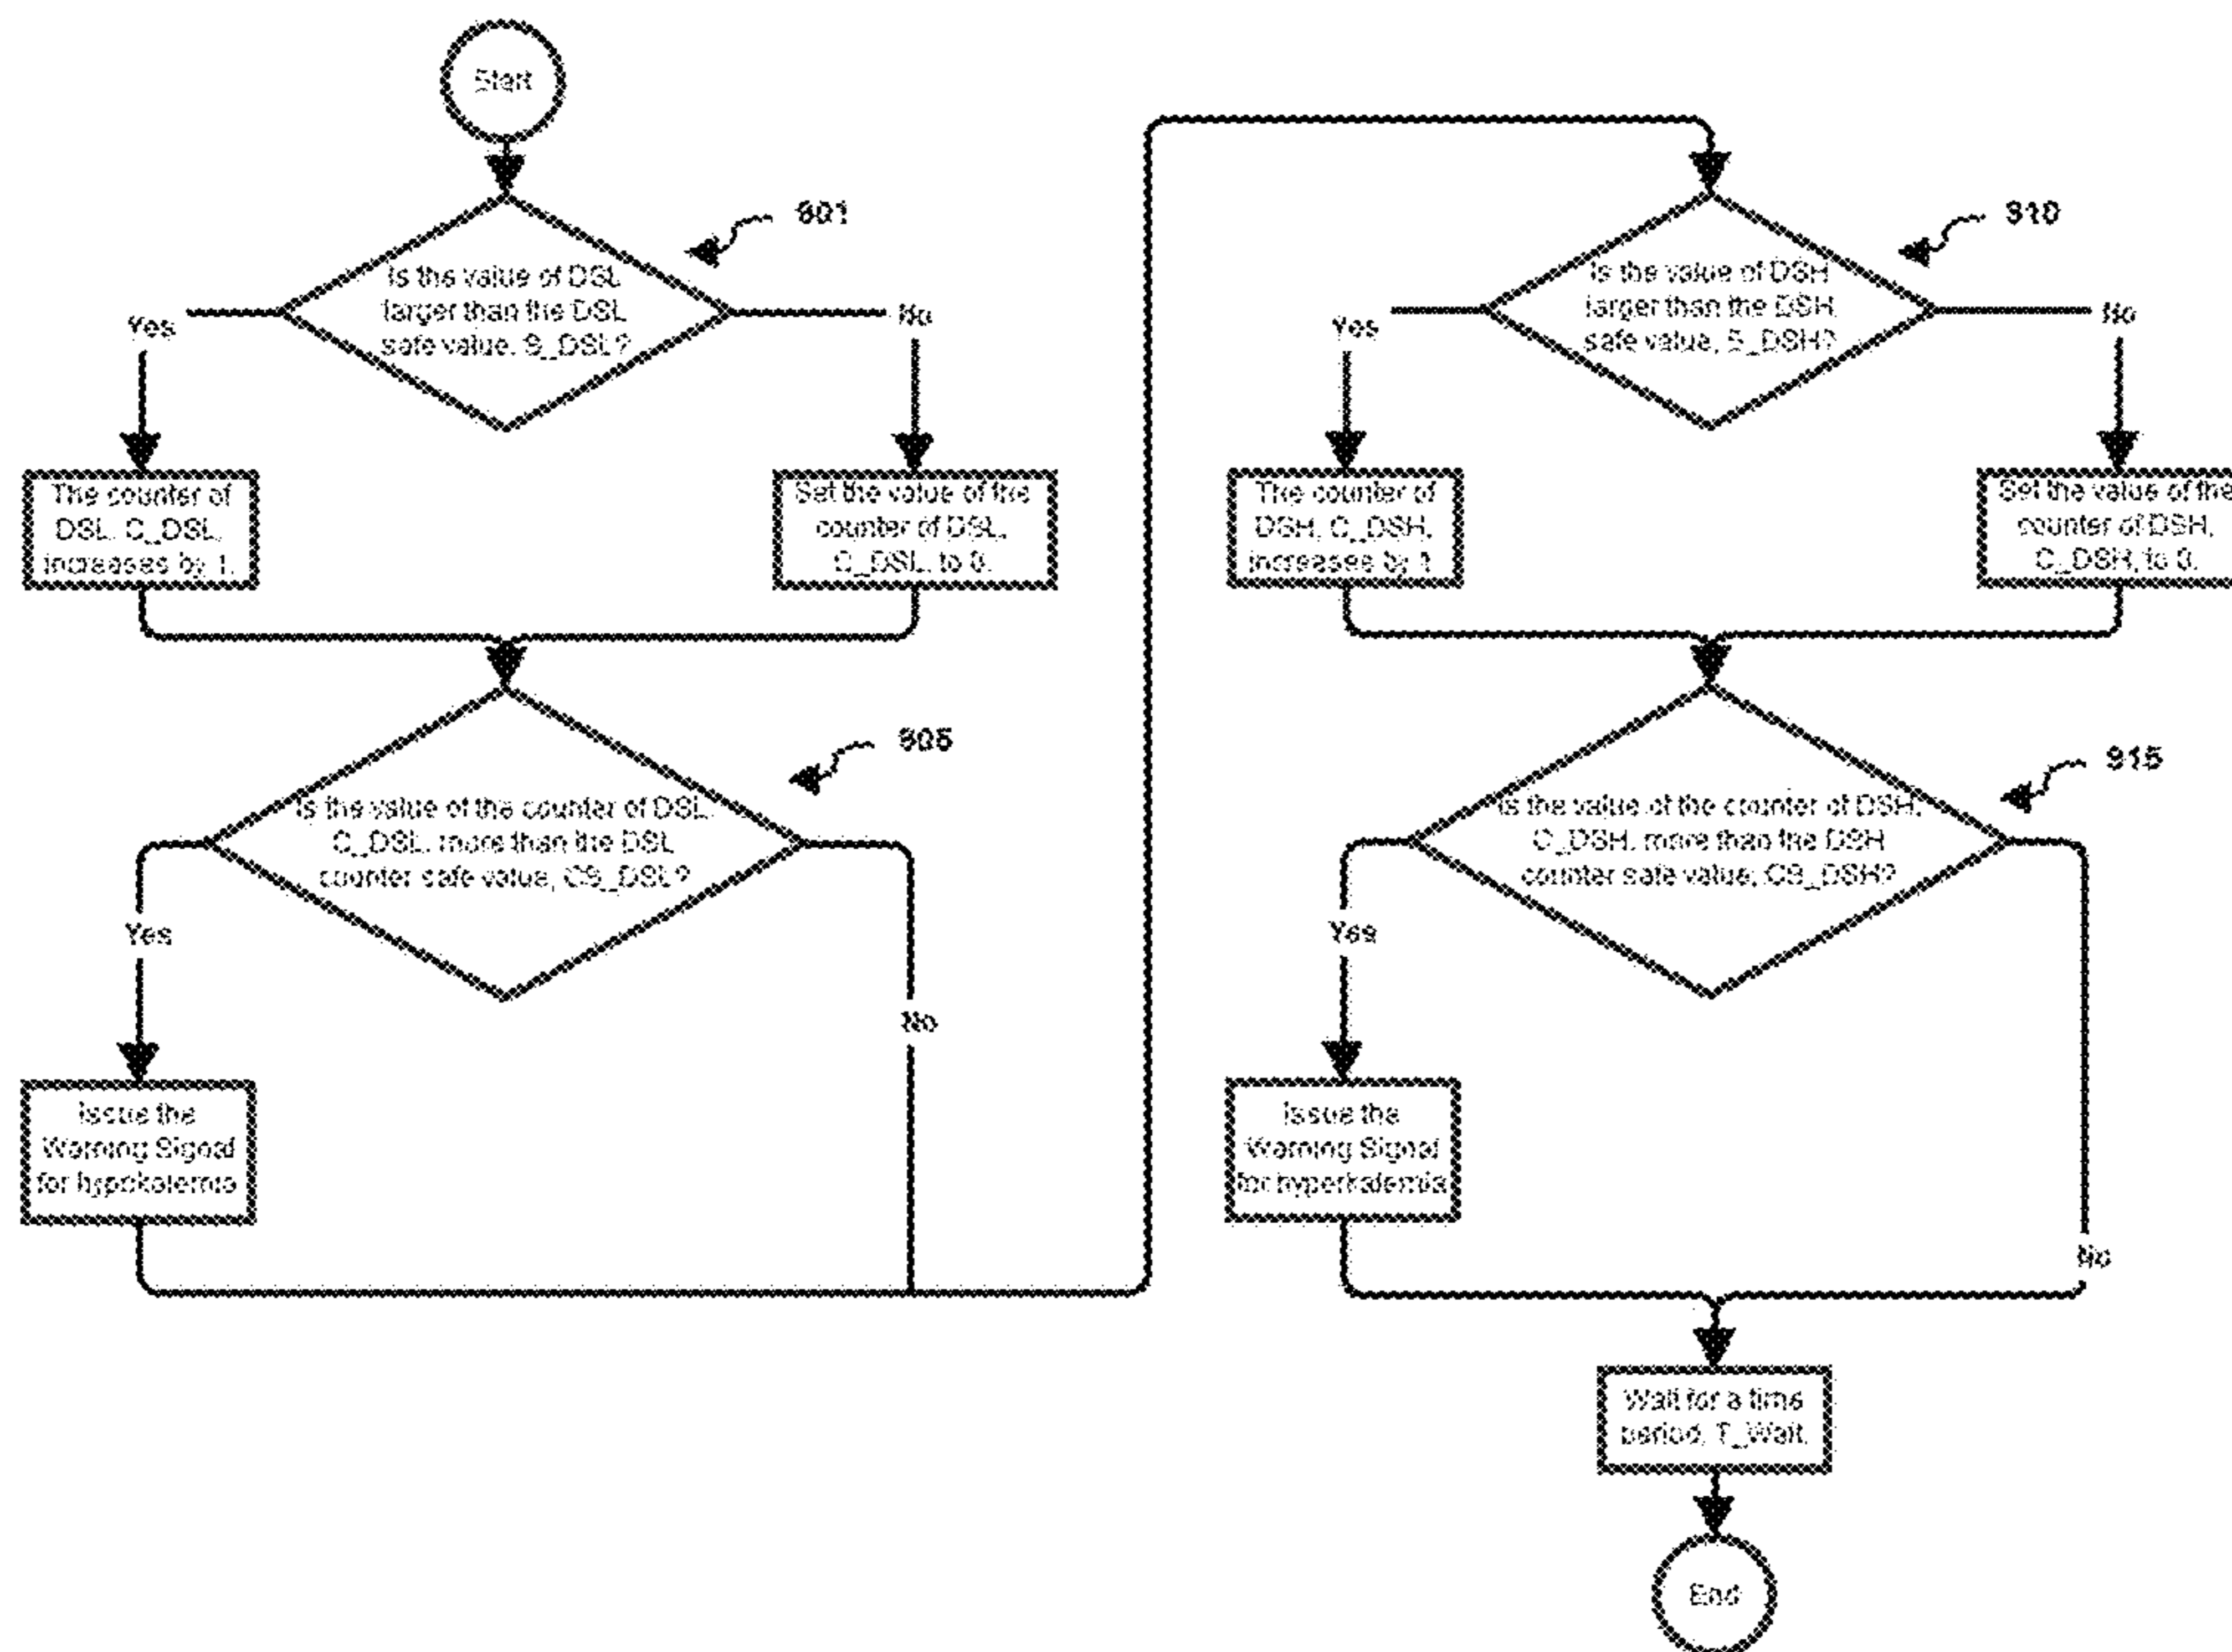 Start
901
Is the value of DSL
larger than the DSL
safe value, S_DSL?
Yes
No
The counter of
DSL, C_DSL,
increases by 1.
Set the value of the
counter of DSL,
C_DSL, to 0.
905
Is the value of the counter of DSL,
C_DSL, more than the DSL
counter safe value, CS_DSL?
Yes
No
Issue the
Warning Signal
for hypokalemia
910
Is the value of DSH
larger than the DSH
safe value, S_DSH?
Yes
No
The counter of
DSH, C_DSH,
increases by 1
Set the value of the
counter of DSH,
C_DSH, to 0.
915
Is the value of the counter of DSH,
C_DSH, more than the DSH
counter safe value, CS_DSH?
Yes
No
Issue the
Warning Signal
for hyperkalemia
Wait for a time
period, T_Wait.
End